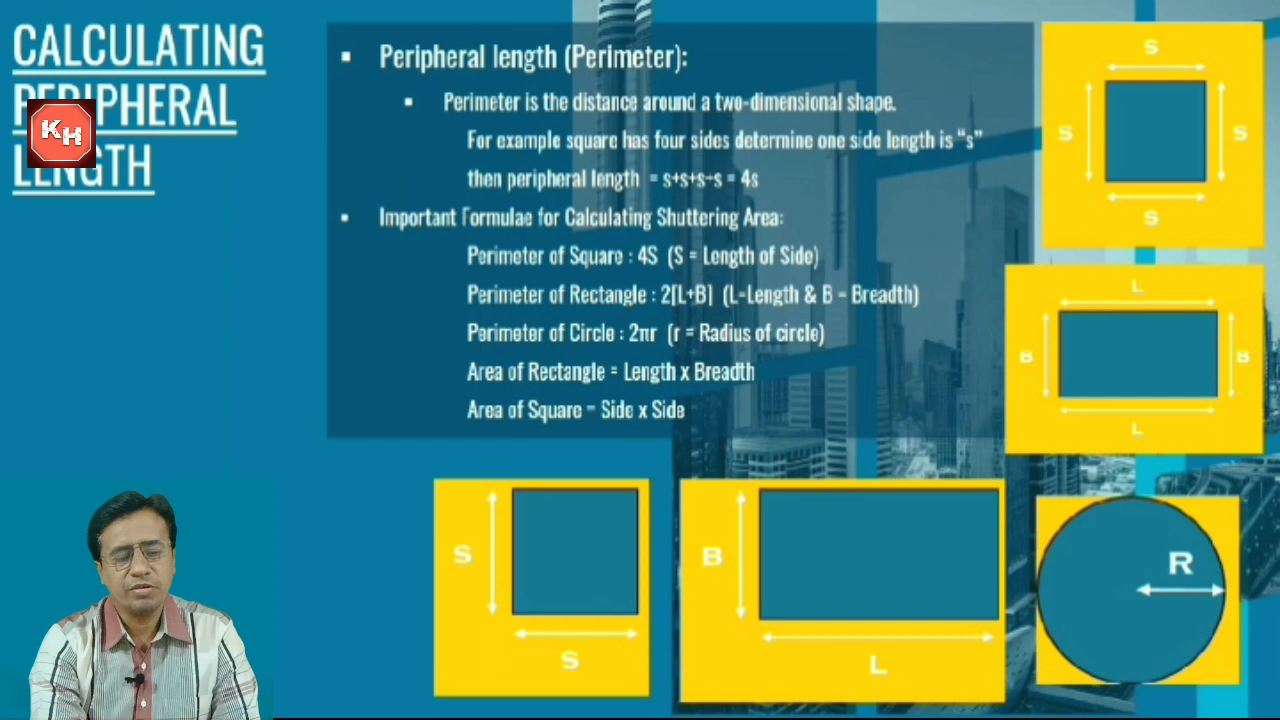 CALCULATING
PERIPHERAL
LENGTH
KH
▪ Peripheral length (Perimeter):
▪ Perimeter is the distance around a two-dimensional shape.
For example square has four sides determine one side length is “s”
then peripheral length = s+s+s+s = 4s
▪ Important Formulae for Calculating Shuttering Area:
Perimeter of Square : 4S (S = Length of Side)
Perimeter of Rectangle : 2[L+B] (L=Length & B = Breadth)
Perimeter of Circle : 2πr (r = Radius of circle)
Area of Rectangle = Length x Breadth
Area of Square = Side x Side
S
S S
S
L
B B
L
S
S
B
L
R